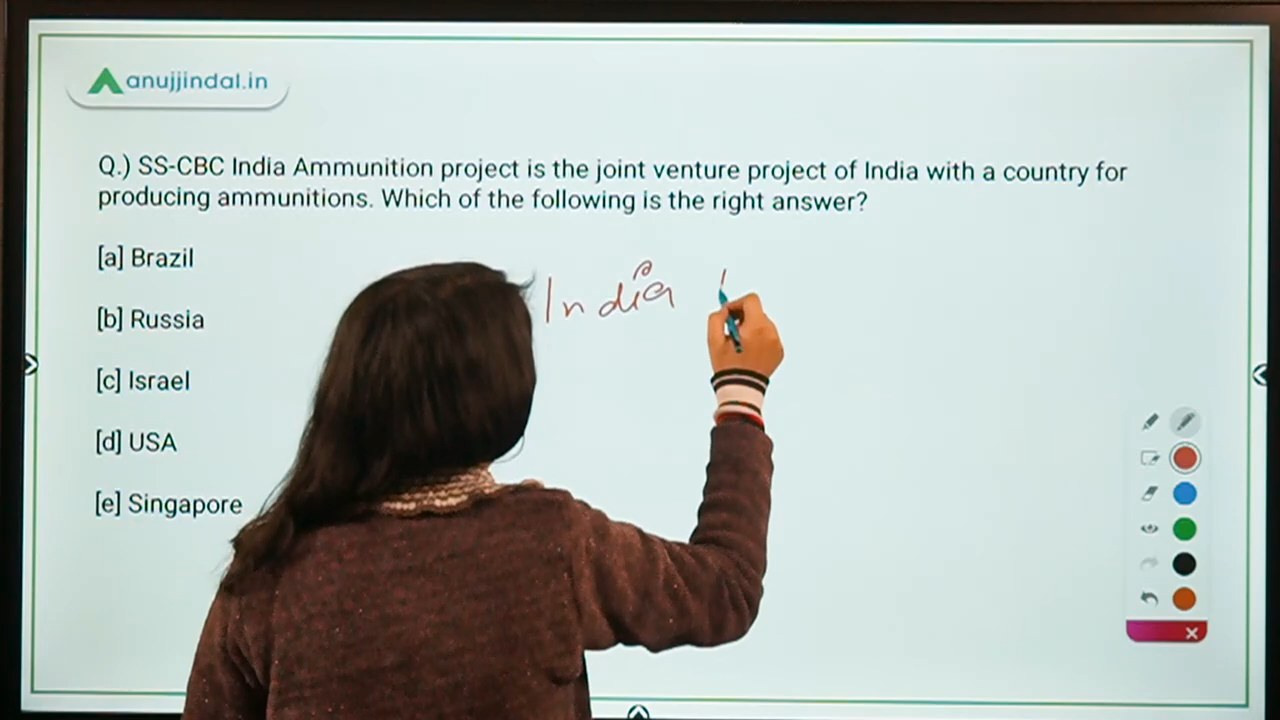 anujjindal.in
Q.) SS-CBC India Ammunition project is the joint venture project of India with a country for
producing ammunitions. Which of the following is the right answer?
[a] Brazil
India
[b] Russia
[c] Israel
[d] USA
[e] Singapore